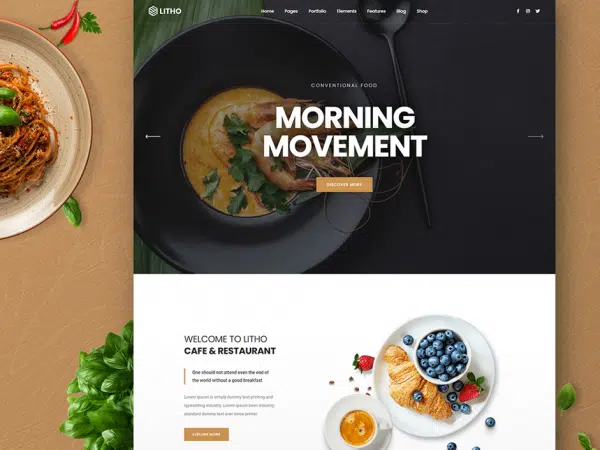 LITHO
Home Pages Portfolio Elements Features Blog Shop
CONVENTIONAL FOOD
MORNING
MOVEMENT
DISCOVER MORE
WELCOME TO LITHO
CAFE & RESTAURANT
One should not attend even the end of
the world without a good breakfast
Lorem ipsum is simply dummy text printing and
typesetting industry. Lorem ipsum been industry
standard dummy text ever since printer.
EXPLORE MORE